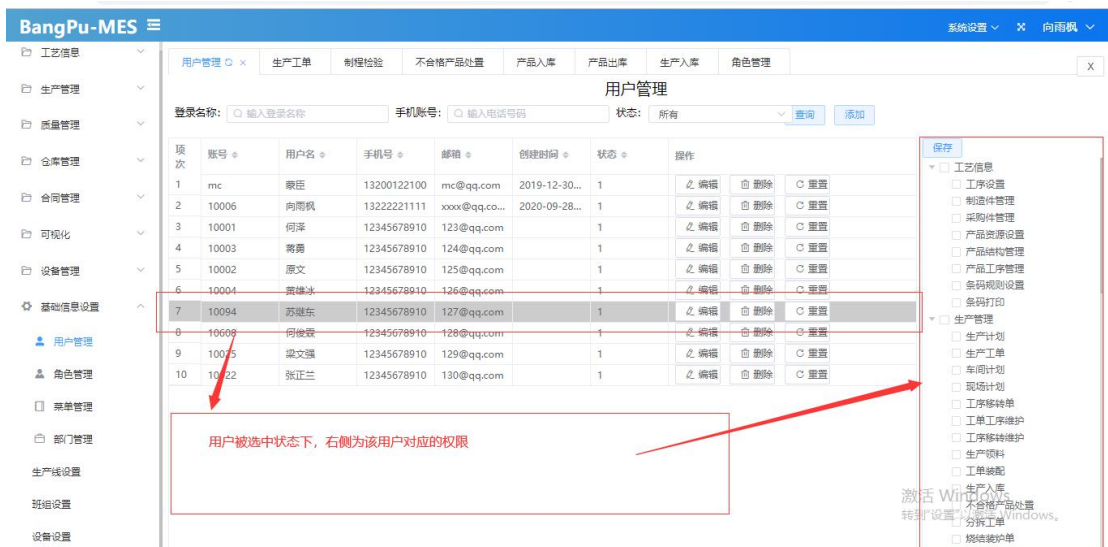 BangPu-MES
系统设置
向雨枫
工艺信息
生产管理
质量管理
仓库管理
合同管理
可视化
设备管理
基础信息设置
用户管理
角色管理
菜单管理
部门管理
生产线设置
班组设置
设备设置
用户管理 × 生产工单 制程检验 不合格产品处置 产品入库 产品出库 生产入库 角色管理
X
用户管理
登录名称: 输入登录名称 手机账号: 输入电话号码 状态: 所有 查询 添加
项次 账号 用户名 手机号 邮箱 创建时间 状态 操作
1 mc 蒙臣 13200122100 mc@qq.com 2019-12-30... 1 编辑 删除 重置
2 10006 向雨枫 13222221111 xxxx@qq.co... 2020-09-28... 1 编辑 删除 重置
3 10001 何泽 12345678910 123@qq.com 1 编辑 删除 重置
4 10003 蒋勇 12345678910 124@qq.com 1 编辑 删除 重置
5 10002 原文 12345678910 125@qq.com 1 编辑 删除 重置
6 10004 12345678910 126@qq.com 1 编辑 删除 重置
7 10094 苏继东 12345678910 127@qq.com 1 编辑 删除 重置
8 10608 何俊霖 12345678910 128@qq.com 1 编辑 删除 重置
9 梁文强 12345678910 129@qq.com 1 编辑 删除 重置
10 张正兰 12345678910 130@qq.com 1 编辑 删除 重置
用户被选中状态下，右侧为该用户对应的权限
保存
工艺信息
工序设置
制造件管理
采购件管理
产品资源设置
产品结构管理
产品工序管理
条码规则设置
条码打印
生产管理
生产计划
生产工单
车间计划
现场计划
工序移转单
工单工序维护
工序移转维护
生产领料
工单装配
生产入库
不合格产品处置
分拆工单
烧结装炉单
激活 Windows
转到"设置"以激活 Windows。